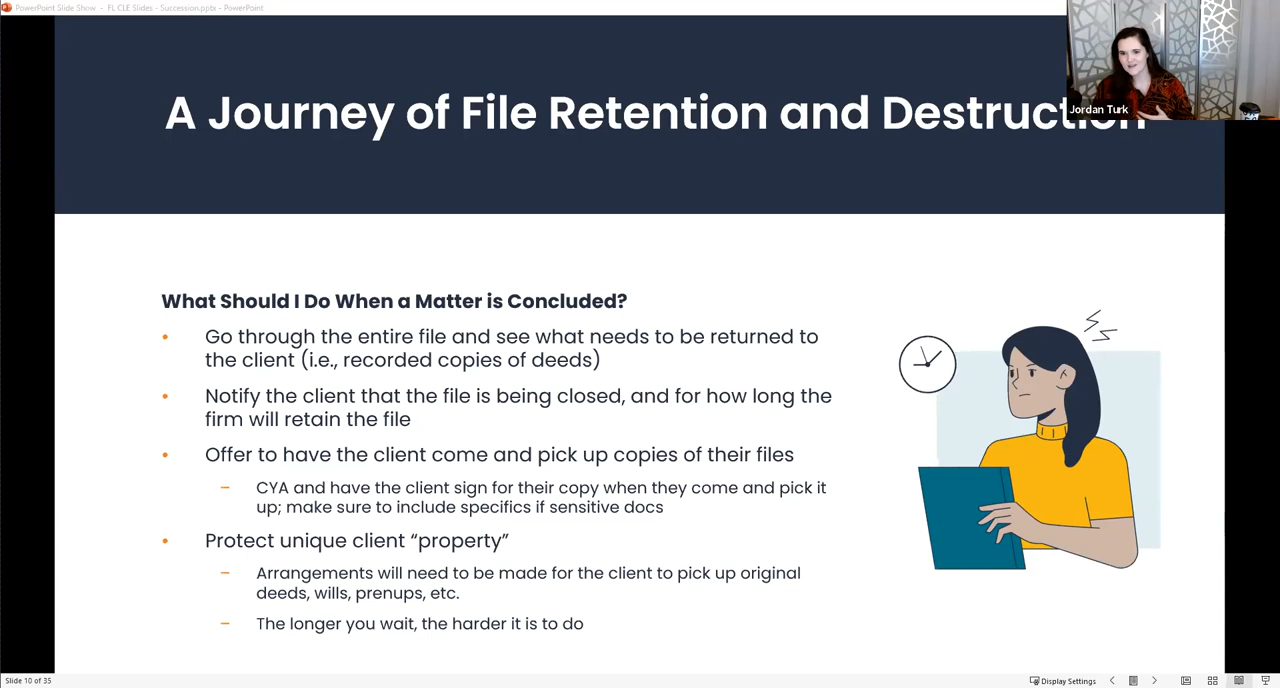 PowerPoint Slide Show - FL CLE Slides - Succession.pptx - PowerPoint
A Journey of File Retention and Destruction
Jordan Turk
What Should I Do When a Matter is Concluded?
• Go through the entire file and see what needs to be returned to
the client (i.e., recorded copies of deeds)
• Notify the client that the file is being closed, and for how long the
firm will retain the file
• Offer to have the client come and pick up copies of their files
– CYA and have the client sign for their copy when they come and pick it
up; make sure to include specifics if sensitive docs
• Protect unique client “property”
– Arrangements will need to be made for the client to pick up original
deeds, wills, prenups, etc.
– The longer you wait, the harder it is to do
Slide 10 of 35
Display Settings